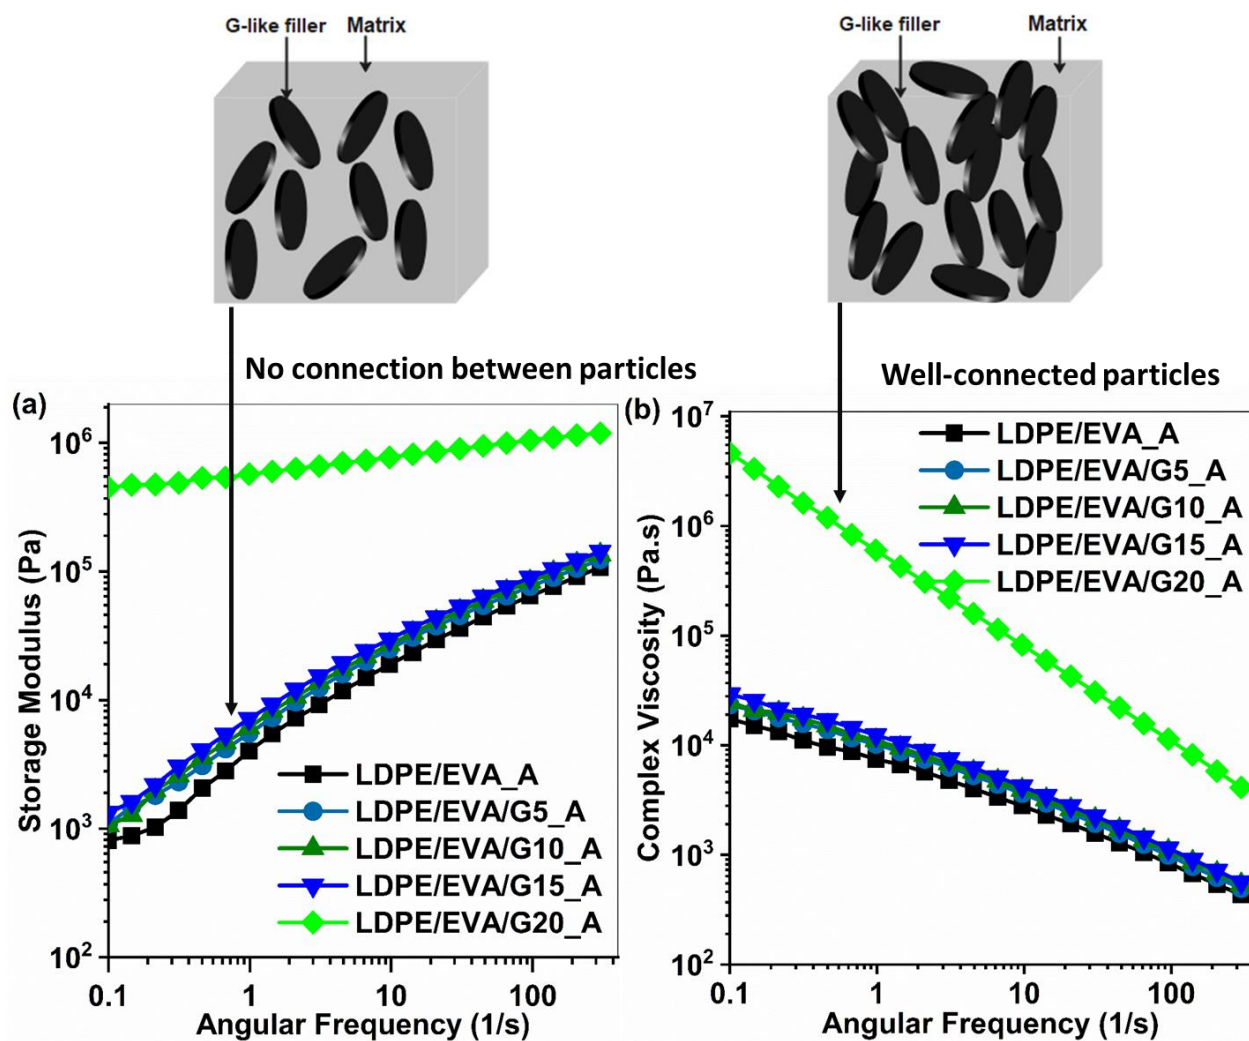 G-like filler Matrix
G-like filler Matrix
No connection between particles
Well-connected particles
(a)
Storage Modulus (Pa)
10^6
10^5
10^4
10^3
10^2
LDPE/EVA_A
LDPE/EVA/G5_A
LDPE/EVA/G10_A
LDPE/EVA/G15_A
LDPE/EVA/G20_A
0.1 1 10 100
Angular Frequency (1/s)
(b)
Complex Viscosity (Pa.s)
10^7
10^6
10^5
10^4
10^3
10^2
LDPE/EVA_A
LDPE/EVA/G5_A
LDPE/EVA/G10_A
LDPE/EVA/G15_A
LDPE/EVA/G20_A
0.1 1 10 100
Angular Frequency (1/s)